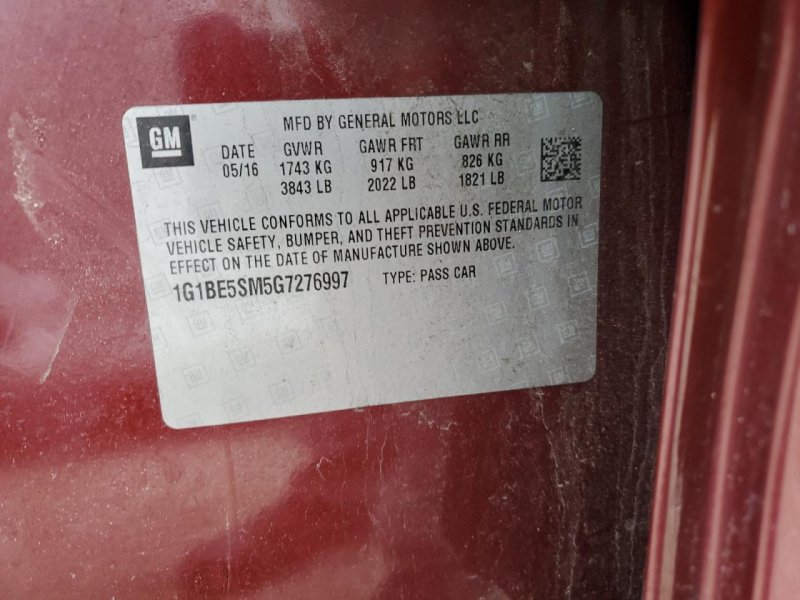 GM
MFD BY GENERAL MOTORS LLC
DATE GVWR GAWR FRT GAWR RR
05/16 1743 KG 917 KG 826 KG
3843 LB 2022 LB 1821 LB
THIS VEHICLE CONFORMS TO ALL APPLICABLE U.S. FEDERAL MOTOR
VEHICLE SAFETY, BUMPER, AND THEFT PREVENTION STANDARDS IN
EFFECT ON THE DATE OF MANUFACTURE SHOWN ABOVE.
1G1BE5SM5G7276997 TYPE: PASS CAR